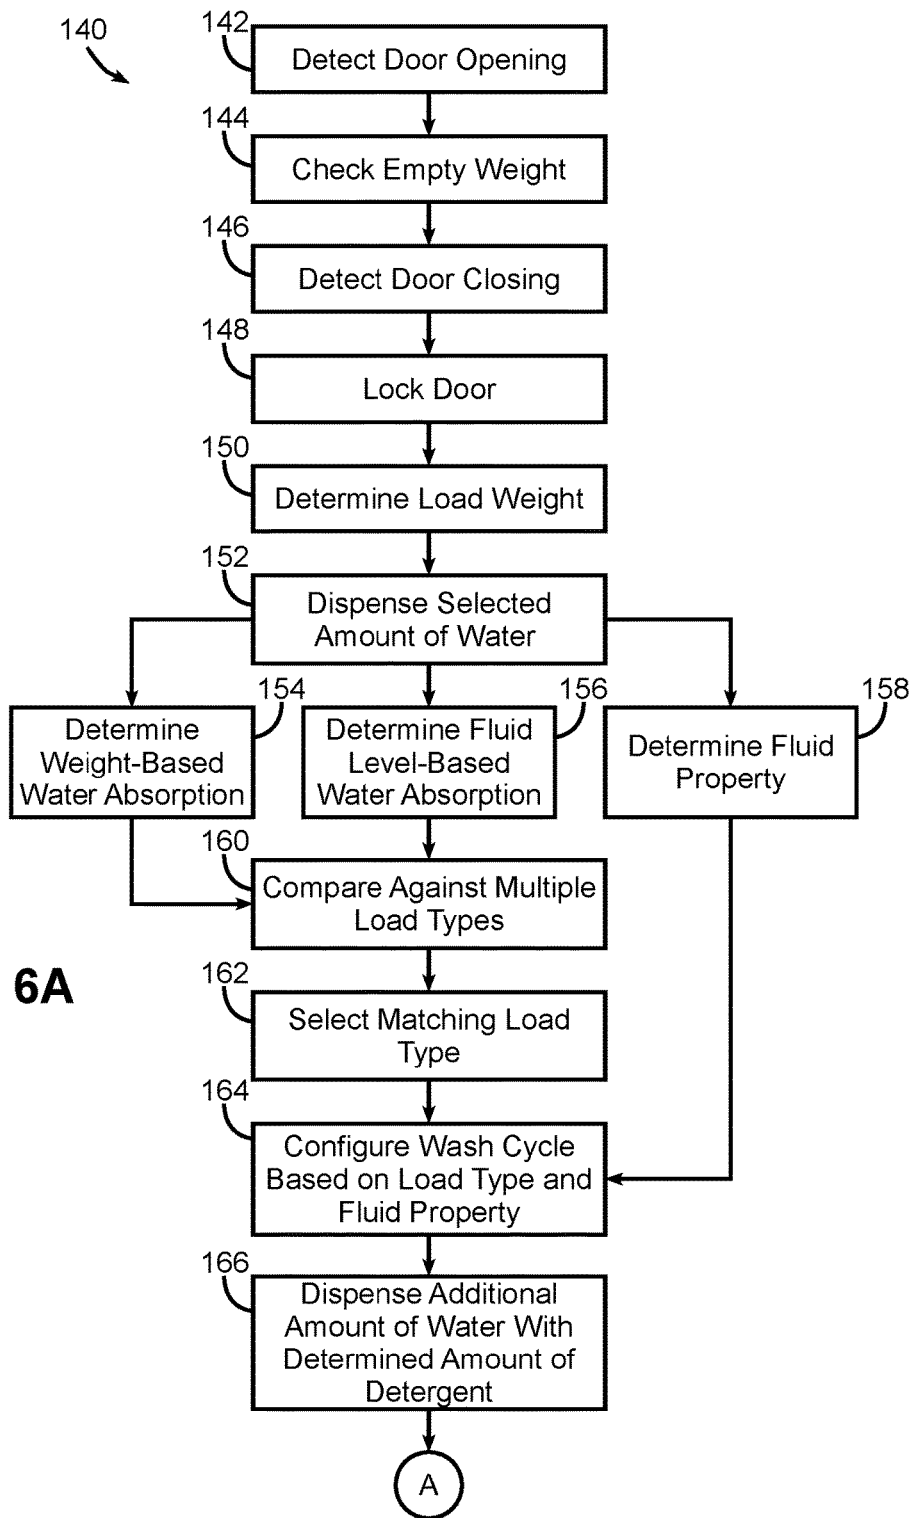 140
142
Detect Door Opening
144
Check Empty Weight
146
Detect Door Closing
148
Lock Door
150
Determine Load Weight
152
Dispense Selected
Amount of Water
154
Determine
Weight-Based
Water Absorption
156
Determine Fluid
Level-Based
Water Absorption
158
Determine Fluid
Property
160
Compare Against Multiple
Load Types
6A
162
Select Matching Load
Type
164
Configure Wash Cycle
Based on Load Type and
Fluid Property
166
Dispense Additional
Amount of Water With
Determined Amount of
Detergent
A